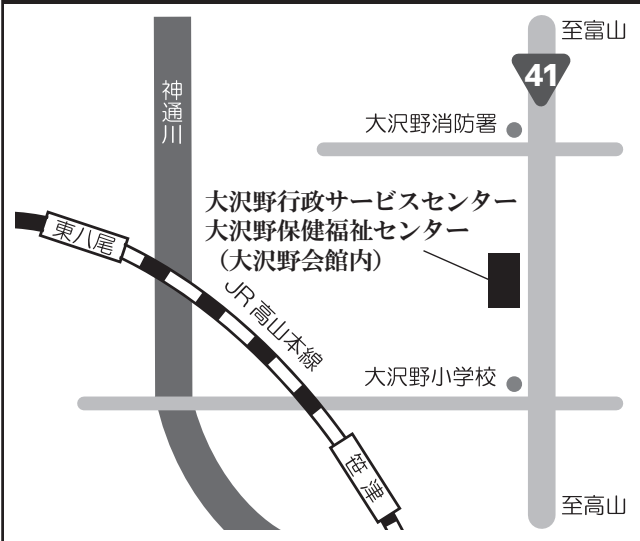 至富山
41
神通川
大沢野消防署
大沢野行政サービスセンター
大沢野保健福祉センター
（大沢野会館内）
東八尾
JR高山本線
大沢野小学校
笹津
至高山